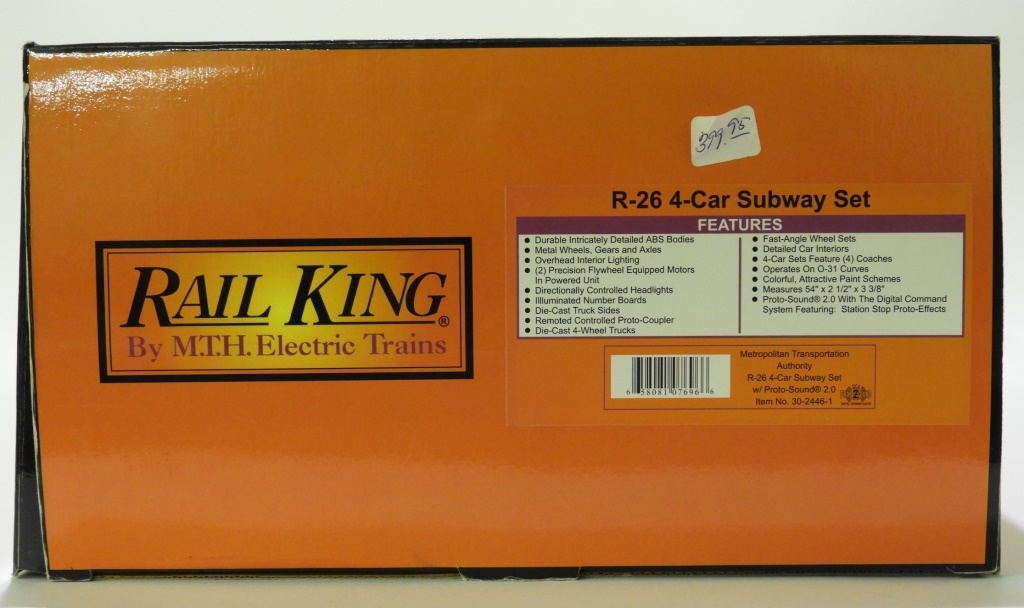 399.95
R-26 4-Car Subway Set
FEATURES
● Durable Intricately Detailed ABS Bodies
● Metal Wheels, Gears and Axles
● Overhead Interior Lighting
● (2) Precision Flywheel Equipped Motors
In Powered Unit
● Directionally Controlled Headlights
● Illuminated Number Boards
● Die-Cast Truck Sides
● Remoted Controlled Proto-Coupler
● Die-Cast 4-Wheel Trucks
● Fast-Angle Wheel Sets
● Detailed Car Interiors
● 4-Car Sets Feature (4) Coaches
● Operates On O-31 Curves
● Colorful, Attractive Paint Schemes
● Measures 54" x 2 1/2" x 3 3/8"
● Proto-Sound® 2.0 With The Digital Command
System Featuring: Station Stop Proto-Effects
RAIL KING®
By M.T.H. Electric Trains
6 58081 07696 6
Metropolitan Transportation
Authority
R-26 4-Car Subway Set
w/ Proto-Sound® 2.0
Item No. 30-2446-1